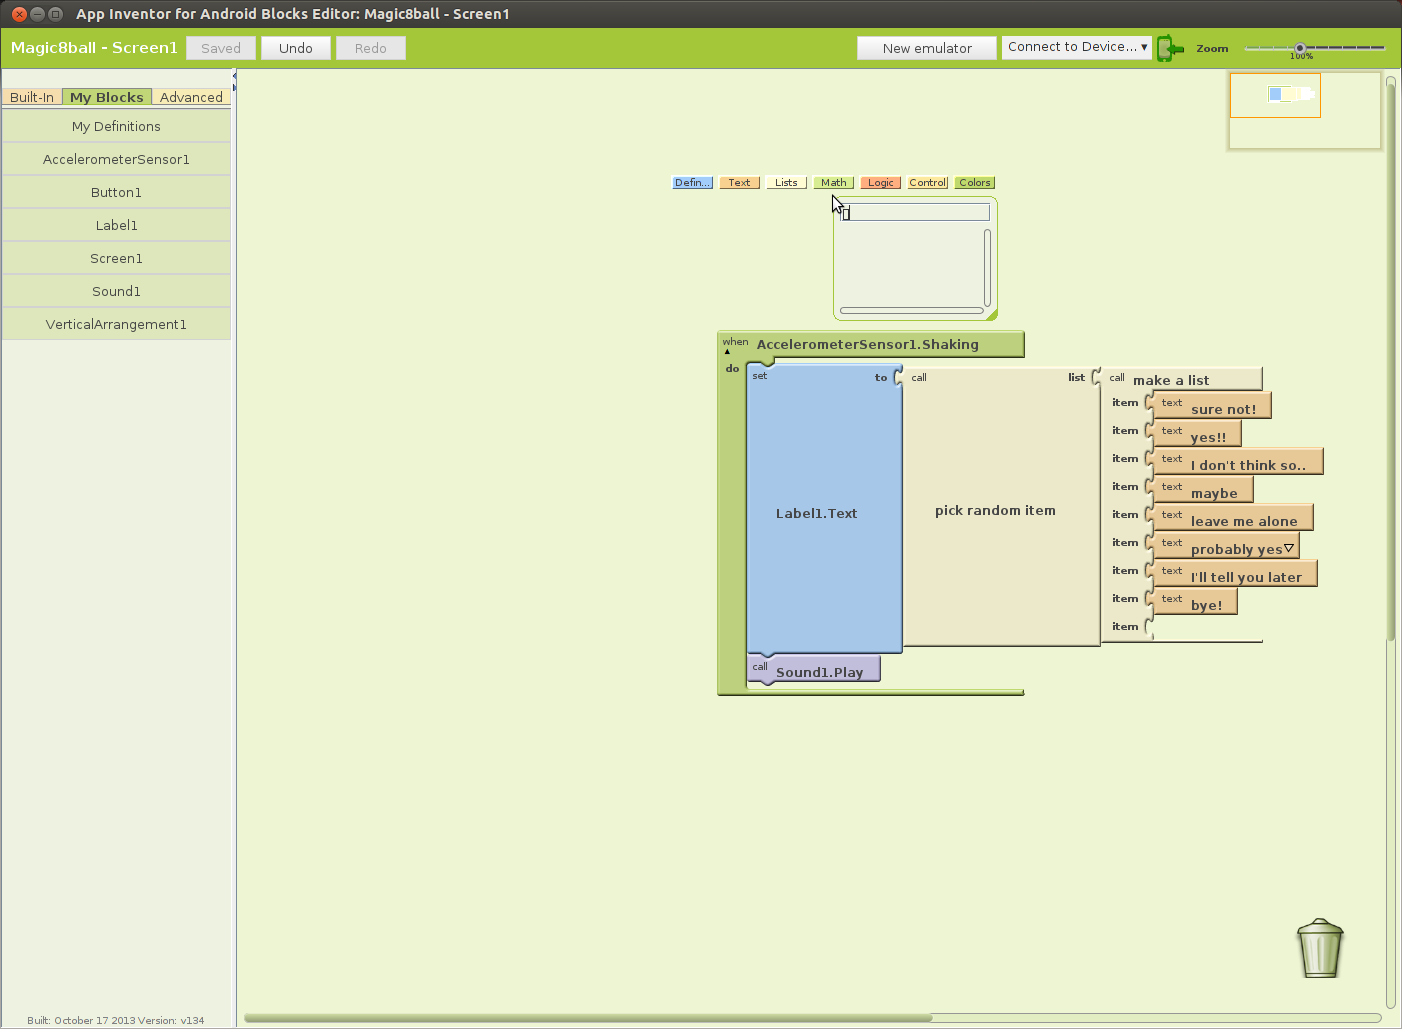 App Inventor for Android Blocks Editor: Magic8ball - Screen1
Magic8ball - Screen1
Saved
Undo
Redo
New emulator
Connect to Device...
Zoom
100%
Built-In
My Blocks
Advanced
My Definitions
AccelerometerSensor1
Button1
Label1
Screen1
Sound1
VerticalArrangement1
Defin...
Text
Lists
Math
Logic
Control
Colors
when AccelerometerSensor1.Shaking
do
set Label1.Text to
call pick random item list
call make a list
item text sure not!
item text yes!!
item text I don't think so..
item text maybe
item text leave me alone
item text probably yes
item text I'll tell you later
item text bye!
item
call Sound1.Play
Built: October 17 2013 Version: v134